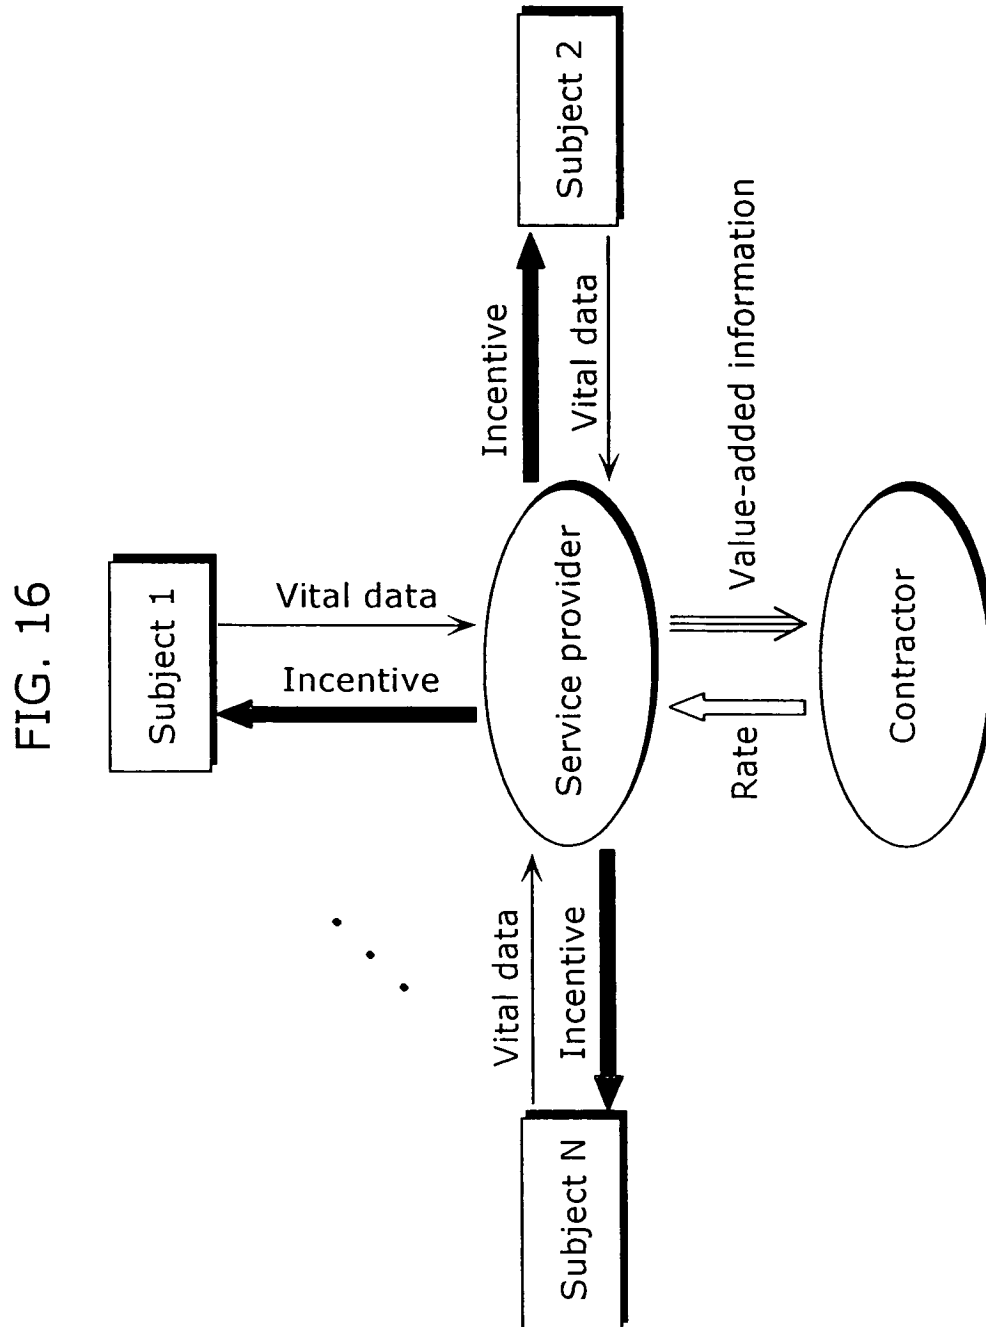 FIG. 16
Subject 1
Vital data
Incentive
Subject 2
Incentive
Vital data
Service provider
Vital data
Incentive
Subject N
Value-added information
Rate
Contractor